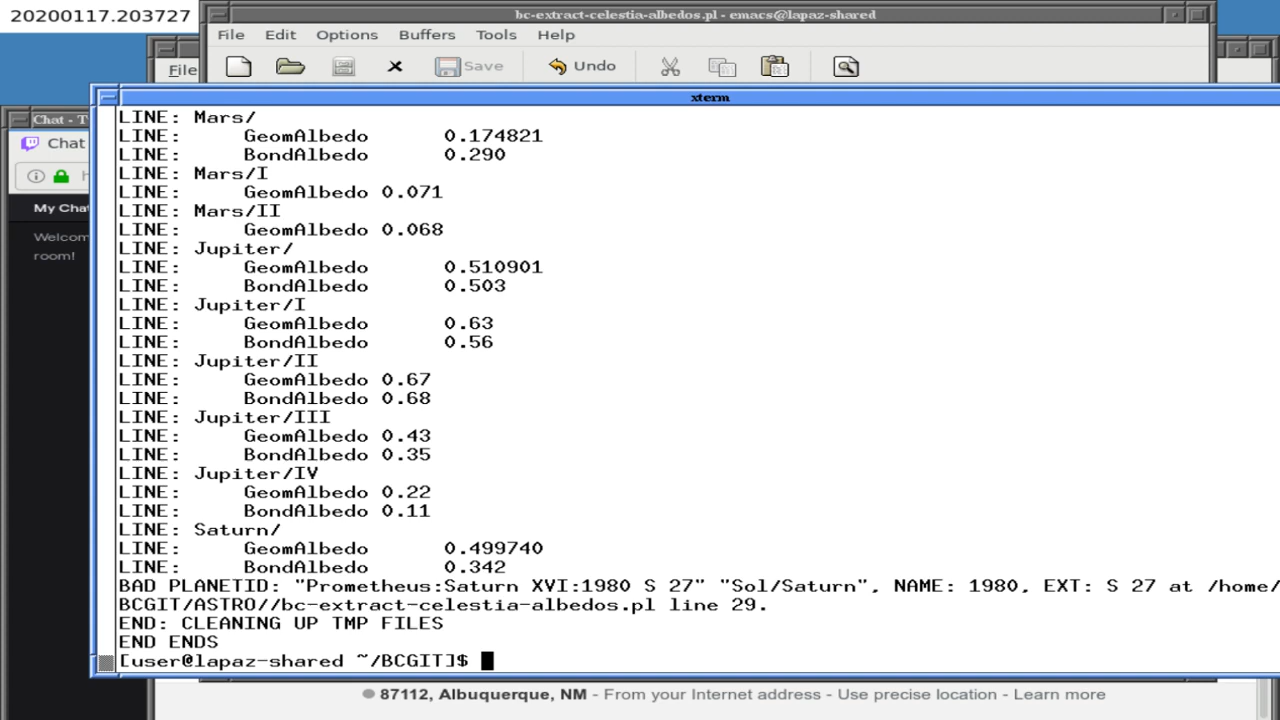 20200117.203727
bc-extract-celestia-albedos.pl - emacs@lapaz-shared
File Edit Options Buffers Tools Help
Save Undo
File
xterm
Chat - T
Chat
My Chat
Welcom
room!
LINE: Mars/
LINE: GeomAlbedo 0.174821
LINE: BondAlbedo 0.290
LINE: Mars/I
LINE: GeomAlbedo 0.071
LINE: Mars/II
LINE: GeomAlbedo 0.068
LINE: Jupiter/
LINE: GeomAlbedo 0.510901
LINE: BondAlbedo 0.503
LINE: Jupiter/I
LINE: GeomAlbedo 0.63
LINE: BondAlbedo 0.56
LINE: Jupiter/II
LINE: GeomAlbedo 0.67
LINE: BondAlbedo 0.68
LINE: Jupiter/III
LINE: GeomAlbedo 0.43
LINE: BondAlbedo 0.35
LINE: Jupiter/IV
LINE: GeomAlbedo 0.22
LINE: BondAlbedo 0.11
LINE: Saturn/
LINE: GeomAlbedo 0.499740
LINE: BondAlbedo 0.342
BAD PLANETID: "Prometheus:Saturn XVI:1980 S 27" "Sol/Saturn", NAME: 1980, EXT: S 27 at /home/
BCGIT/ASTRO//bc-extract-celestia-albedos.pl line 29.
END: CLEANING UP TMP FILES
END ENDS
[user@lapaz-shared ~/BCGIT]$
87112, Albuquerque, NM - From your Internet address - Use precise location - Learn more